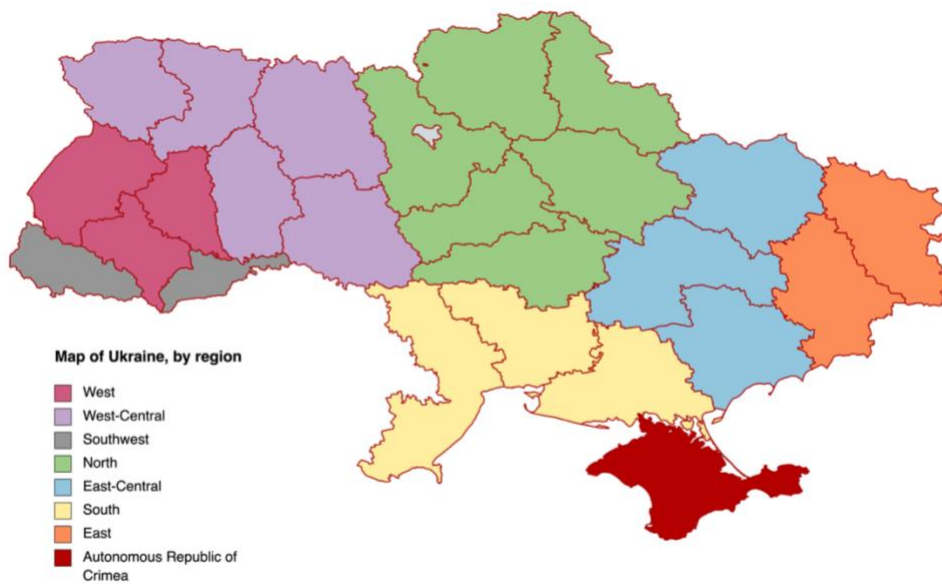 Map of Ukraine, by region
West
West-Central
Southwest
North
East-Central
South
East
Autonomous Republic of
Crimea